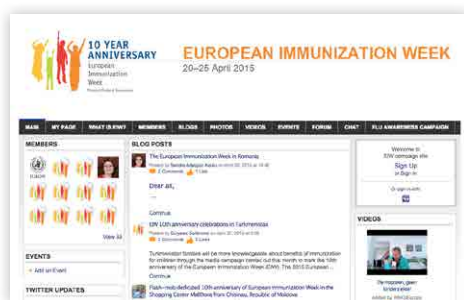 10 YEAR
ANNIVERSARY
European
Immunization
Week
EUROPEAN IMMUNIZATION WEEK
20–25 April 2015
MAIN MY PAGE WHAT IS EIW? MEMBERS BLOGS PHOTOS VIDEOS EVENTS FORUM CHAT FLU AWARENESS CAMPAIGN
MEMBERS
View All
EVENTS
+ Add an Event
TWITTER UPDATES
BLOG POSTS
The European Immunization Week in Romania
Dear all,
...
Continue
EIW 10th anniversary celebrations in Turkmenistan
Turkmenistan families will be more knowledgeable about benefits of immunization
for children through the media campaign carried out this month to mark the 10th
anniversary of the European Immunization Week (EIW). This 2015 European...
Continue
Flash-mob dedicated 10th anniversary of European Immunization Week in the
Shopping Center Malldova from Chisinau, Republic of Moldova
Welcome to
EIW campaign site
Sign Up
or Sign In
Or sign in with:
VIDEOS